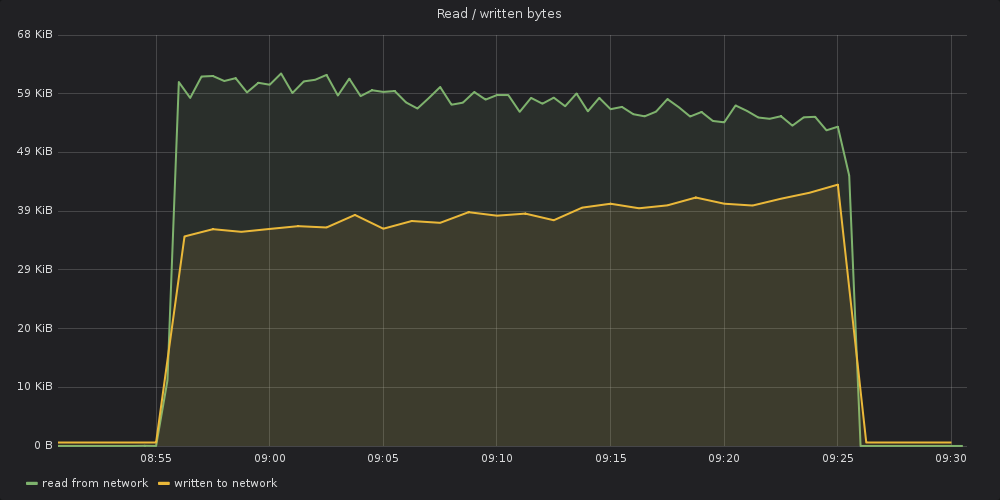 Read / written bytes
68 KiB
59 KiB
49 KiB
39 KiB
29 KiB
20 KiB
10 KiB
0 B
08:55 09:00 09:05 09:10 09:15 09:20 09:25 09:30
read from network written to network